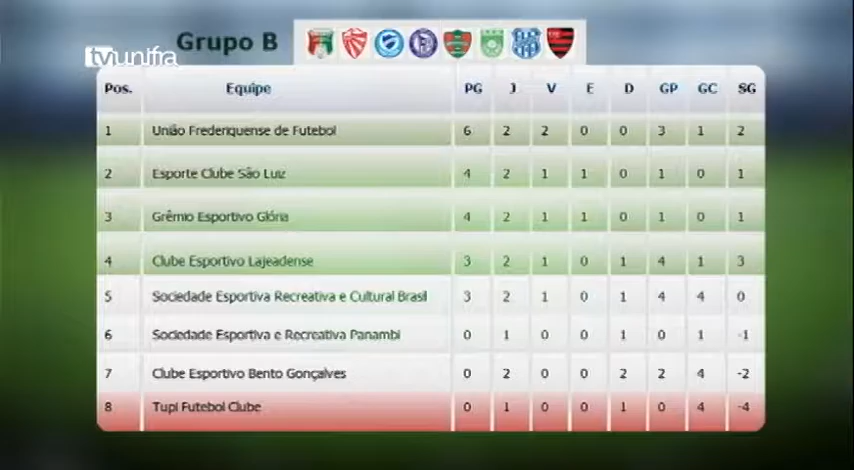 Grupo B
tvunifra
Pos. Equipe PG J V E D GP GC SG
1 União Frederiquense de Futebol 6 2 2 0 0 3 1 2
2 Esporte Clube São Luiz 4 2 1 1 0 1 0 1
3 Grêmio Esportivo Glória 4 2 1 1 0 1 0 1
4 Clube Esportivo Lajeadense 3 2 1 0 1 4 1 3
5 Sociedade Esportiva Recreativa e Cultural Brasil 3 2 1 0 1 4 4 0
6 Sociedade Esportiva e Recreativa Panambi 0 1 0 0 1 0 1 -1
7 Clube Esportivo Bento Gonçalves 0 2 0 0 2 2 4 -2
8 Tupi Futebol Clube 0 1 0 0 1 0 4 -4